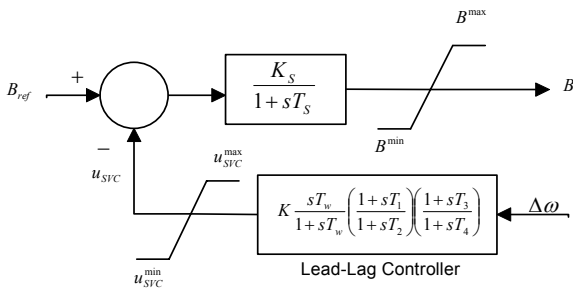 B^max
B_ref
+
K_S / (1 + sT_S)
B
−
B^min
u_SVC
u_SVC^max
K sT_w / (1 + sT_w) ((1 + sT_1) / (1 + sT_2)) ((1 + sT_3) / (1 + sT_4))
Δω
u_SVC^min
Lead-Lag Controller